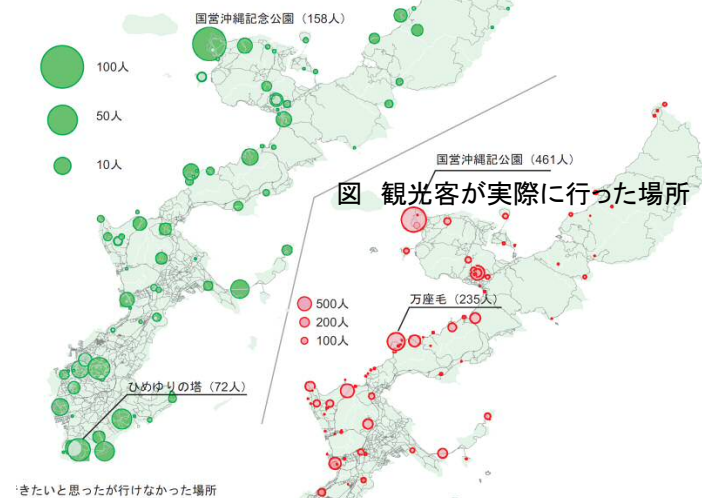 国営沖縄記念公園（158人）
100人
50人
10人
国営沖縄記公園（461人）
図　観光客が実際に行った場所
500人
200人
100人
万座毛（235人）
ひめゆりの塔（72人）
きたいと思ったが行けなかった場所